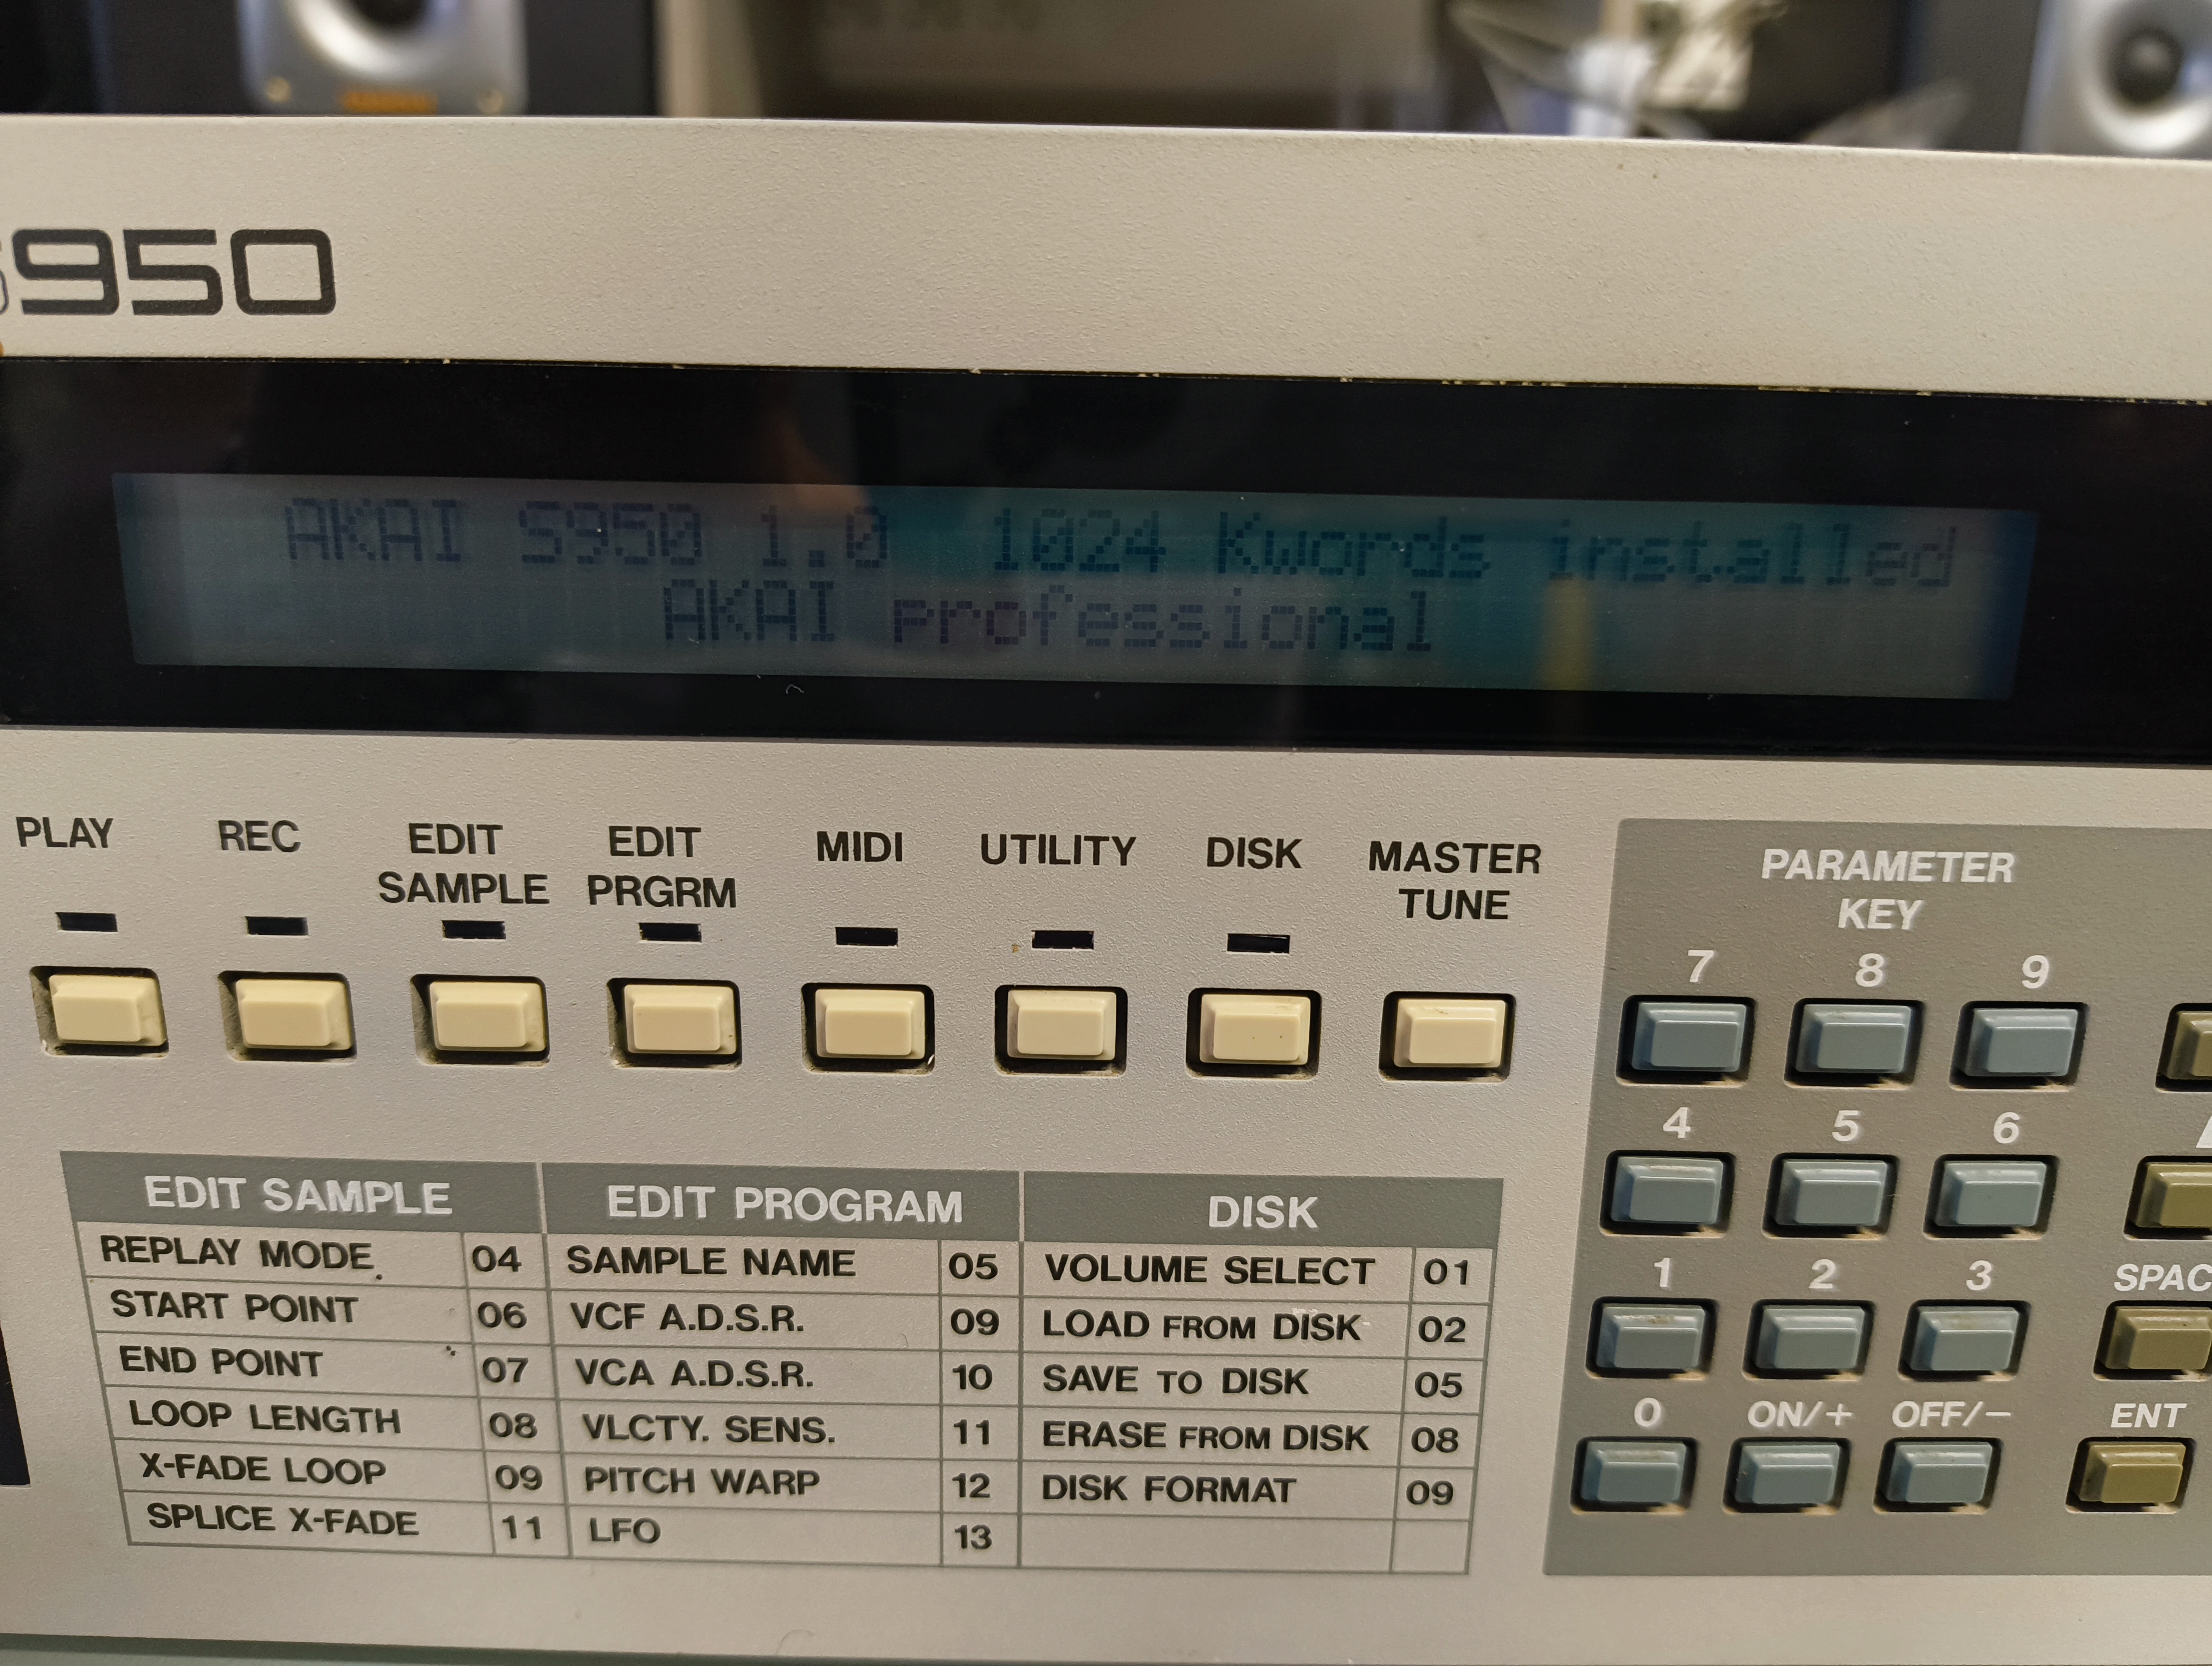 S950
AKAI S950 1.0 1024 Kwords installed
AKAI professional
PLAY
REC
EDIT
SAMPLE
EDIT
PRGRM
MIDI
UTILITY
DISK
MASTER
TUNE
PARAMETER
KEY
7 8 9
4 5 6
1 2 3
0 ON/+ OFF/− ENT
EDIT SAMPLE
REPLAY MODE 04
START POINT 06
END POINT 07
LOOP LENGTH 08
X-FADE LOOP 09
SPLICE X-FADE 11
EDIT PROGRAM
SAMPLE NAME 05
VCF A.D.S.R. 09
VCA A.D.S.R. 10
VLCTY. SENS. 11
PITCH WARP 12
LFO 13
DISK
VOLUME SELECT 01
LOAD FROM DISK 02
SAVE TO DISK 05
ERASE FROM DISK 08
DISK FORMAT 09